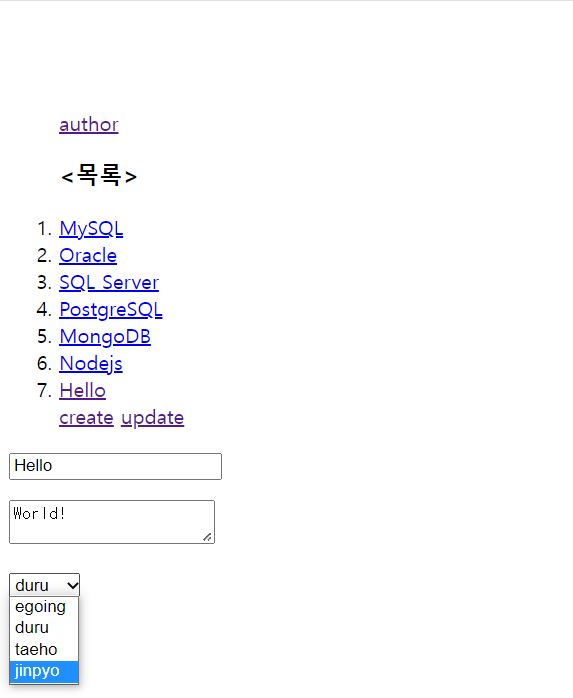 author
<목록>
1. MySQL
2. Oracle
3. SQL Server
4. PostgreSQL
5. MongoDB
6. Nodejs
7. Hello
create update
Hello
World!
duru
egoing
duru
taeho
jinpyo